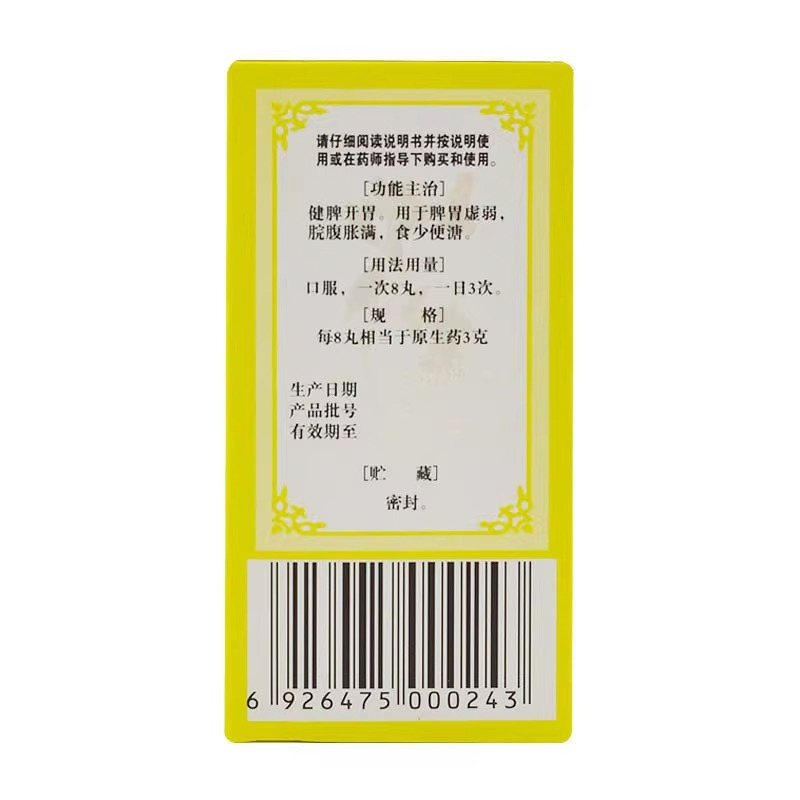 请仔细阅读说明书并按说明使
用或在药师指导下购买和使用。
[功能主治]
健脾开胃。用于脾胃虚弱，
脘腹胀满，食少便溏。
[用法用量]
口服，一次8丸，一日3次。
[规 格]
每8丸相当于原生药3克
生产日期
产品批号
有效期至
[贮 藏]
密封。
6 926475 000243